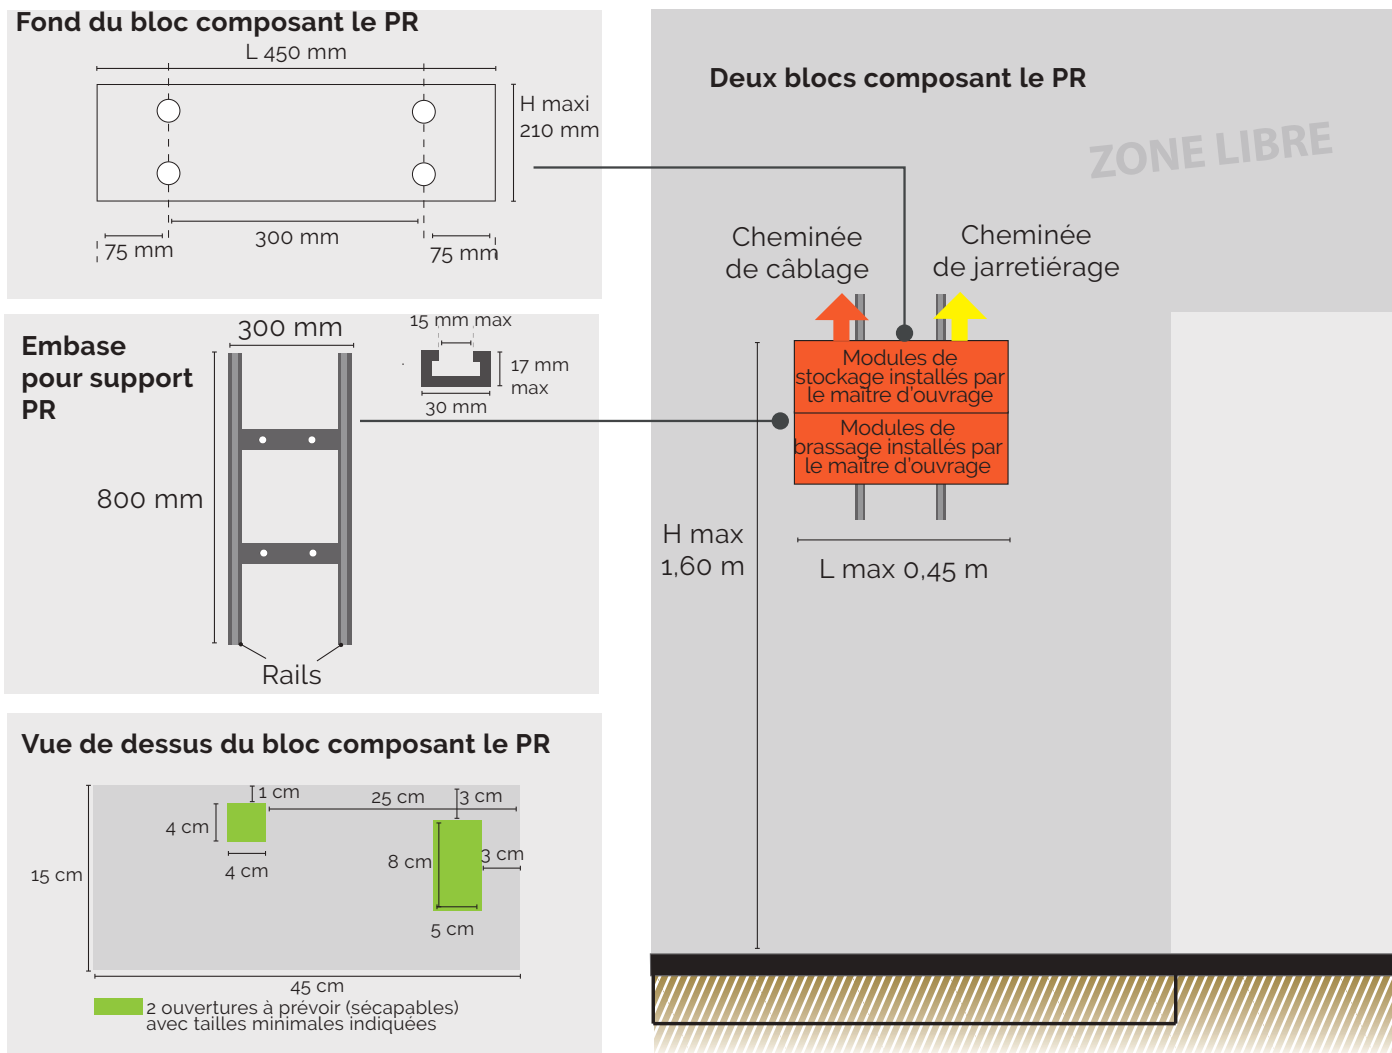 Fond du bloc composant le PR
L 450 mm
H maxi
210 mm
75 mm
300 mm
75 mm
Embase
pour support
PR
300 mm
15 mm max
17 mm
max
30 mm
800 mm
Rails
Vue de dessus du bloc composant le PR
1 cm
25 cm
3 cm
4 cm
8 cm
3 cm
4 cm
15 cm
5 cm
45 cm
2 ouvertures à prévoir (sécapables)
avec tailles minimales indiquées
Deux blocs composant le PR
ZONE LIBRE
Cheminée
de câblage
Cheminée
de jarretiérage
Modules de
stockage installés par
le maître d'ouvrage
Modules de
brassage installés par
le maître d'ouvrage
H max
1,60 m
L max 0,45 m